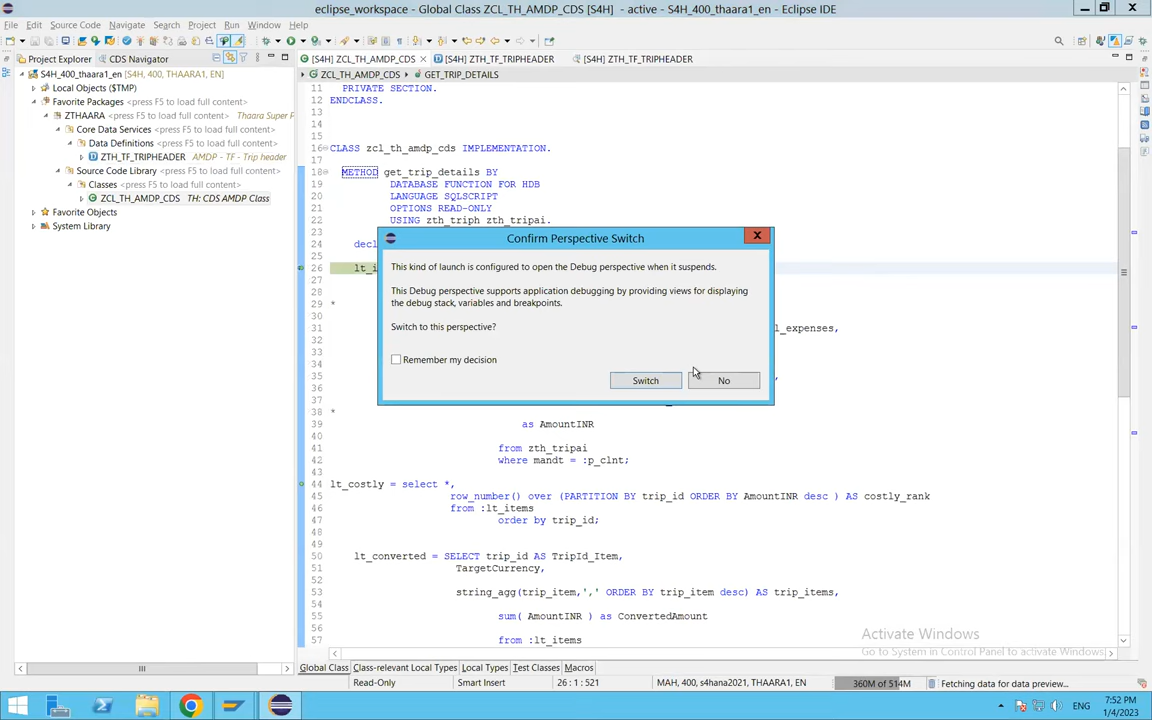 eclipse_workspace - Global Class ZCL_TH_AMDP_CDS [S4H] - active - S4H_400_thaara1_en - Eclipse IDE
File Edit Source Code Navigate Search Project Run Window Help
Project Explorer CDS Navigator
[S4H] ZCL_TH_AMDP_CDS [S4H] ZTH_TF_TRIPHEADER [S4H] ZTH_TRIPHEADER
ZCL_TH_AMDP_CDS GET_TRIP_DETAILS
S4H_400_thaara1_en [S4H, 400, THAARA1, EN]
Local Objects ($TMP)
Favorite Packages <press F5 to load full content>
ZTHAARA <press F5 to load full content> Thaara Super P
Core Data Services <press F5 to load full content>
Data Definitions <press F5 to load full content>
ZTH_TF_TRIPHEADER AMDP - TF - Trip header
Source Code Library <press F5 to load full content>
Classes <press F5 to load full content>
ZCL_TH_AMDP_CDS TH: CDS AMDP Class
Favorite Objects <press F5 to load full content>
System Library
11 PRIVATE SECTION.
12 ENDCLASS.
13
14
15
16 CLASS zcl_th_amdp_cds IMPLEMENTATION.
17
18 METHOD get_trip_details BY
19 DATABASE FUNCTION FOR HDB
20 LANGUAGE SQLSCRIPT
21 OPTIONS READ-ONLY
22 USING zth_triph zth_tripai.
23
24 decl
25
26 lt_i
27
28
29 *
30
31 l_expenses,
32
33
34
35 ,
36
37
38 *
39 as AmountINR
40
41 from zth_tripai
42 where mandt = :p_clnt;
43
44 lt_costly = select *,
45 row_number() over (PARTITION BY trip_id ORDER BY AmountINR desc ) AS costly_rank
46 from :lt_items
47 order by trip_id;
48
49
50 lt_converted = SELECT trip_id AS TripId_Item,
51 TargetCurrency,
52
53 string_agg(trip_item,',' ORDER BY trip_item desc) AS trip_items,
54
55 sum( AmountINR ) as ConvertedAmount
56
57 from :lt_items
Confirm Perspective Switch
This kind of launch is configured to open the Debug perspective when it suspends.
This Debug perspective supports application debugging by providing views for displaying
the debug stack, variables and breakpoints.
Switch to this perspective?
Remember my decision
Switch No
Activate Windows
Go to System in Control Panel to activate Windows.
Global Class Class-relevant Local Types Local Types Test Classes Macros
Read-Only Smart Insert 26 : 1 : 521 MAH, 400, s4hana2021, THAARA1, EN 360M of 514M Fetching data for data preview...
ENG 7:52 PM
1/4/2023